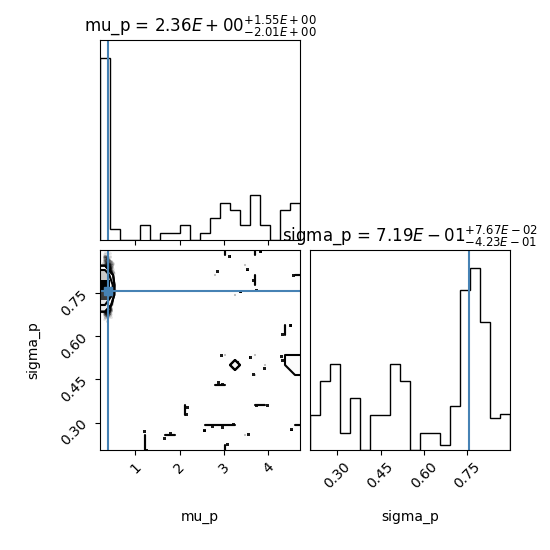 mu_p = 2.36E + 00+1.55E+00
−2.01E+00
sigma_p = 7.19E − 01+7.67E−02
−4.23E−01
0.75
0.60
0.45
0.30
sigma_p
1 2 3 4
0.30 0.45 0.60 0.75
mu_p sigma_p